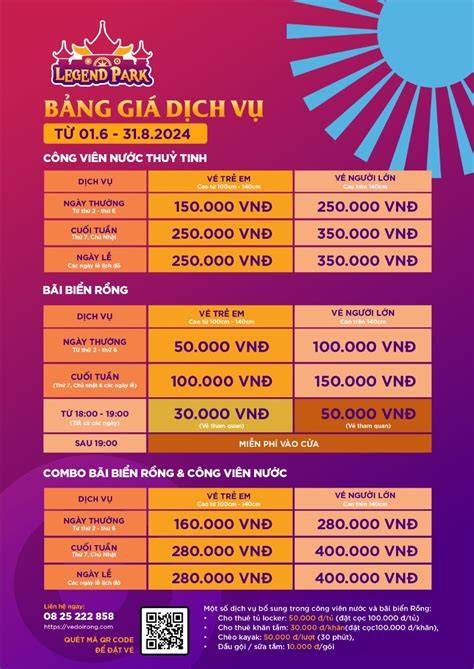 LEGEND PARK
BẢNG GIÁ DỊCH VỤ
TỪ 01.6 - 31.8.2024
CÔNG VIÊN NƯỚC THUỶ TINH
DỊCH VỤ VÉ TRẺ EM VÉ NGƯỜI LỚN
Cao từ 100cm - 140cm Cao trên 140cm
NGÀY THƯỜNG 150.000 VNĐ 250.000 VNĐ
Từ thứ 2 - thứ 6
CUỐI TUẦN 250.000 VNĐ 350.000 VNĐ
Thứ 7, Chủ Nhật
NGÀY LỄ 250.000 VNĐ 350.000 VNĐ
Các ngày lễ lịch đỏ
BÃI BIỂN RỒNG
DỊCH VỤ VÉ TRẺ EM VÉ NGƯỜI LỚN
Cao từ 100cm - 140cm Cao trên 140cm
NGÀY THƯỜNG 50.000 VNĐ 100.000 VNĐ
Từ thứ 2 - thứ 6
CUỐI TUẦN 100.000 VNĐ 150.000 VNĐ
(Thứ 7, Chủ nhật & các ngày lễ)
TỪ 18:00 - 19:00 30.000 VNĐ 50.000 VNĐ
(Tất cả các ngày) (Vé tham quan) (Vé tham quan)
SAU 19:00 MIỄN PHÍ VÀO CỬA
COMBO BÃI BIỂN RỒNG & CÔNG VIÊN NƯỚC
DỊCH VỤ VÉ TRẺ EM VÉ NGƯỜI LỚN
Cao từ 100cm - 140cm Cao trên 140cm
NGÀY THƯỜNG 160.000 VNĐ 280.000 VNĐ
Từ thứ 2 - thứ 6
CUỐI TUẦN 280.000 VNĐ 400.000 VNĐ
Thứ 7, Chủ Nhật
NGÀY LỄ 280.000 VNĐ 400.000 VNĐ
Các ngày lễ lịch đỏ
Liên hệ ngay:
08 25 222 858
https://vedoirong.com
QUÉT MÃ QR CODE
ĐỂ ĐẶT VÉ
Một số dịch vụ bổ sung trong công viên nước và bãi biển Rồng:
• Cho thuê tủ locker: 50.000 đ/tủ (đặt cọc 100.000 đ/tủ)
• Cho thuê khăn tắm: 30.000 đ/khăn(đặt cọc100.000 đ/khăn),
• Chèo kayak: 50.000 đ/lượt (30 phút),
• Dầu gội / sữa tắm: 10.000 đ/gói